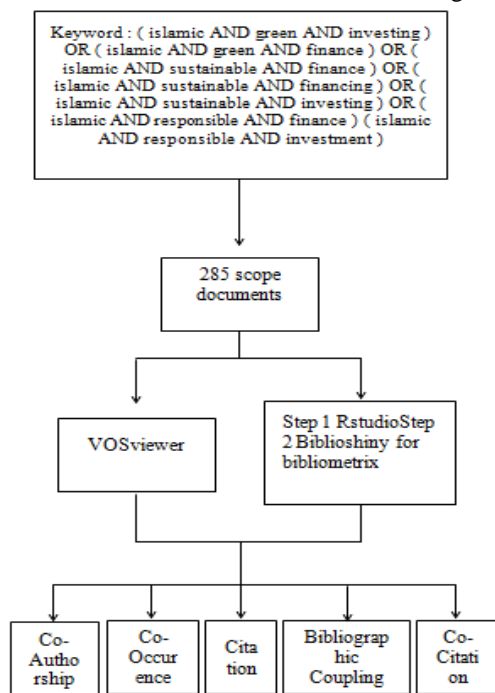 Keyword : ( islamic AND green AND investing )
OR ( islamic AND green AND finance ) OR (
islamic AND sustainable AND finance ) OR (
islamic AND sustainable AND financing ) OR (
islamic AND sustainable AND investing ) OR (
islamic AND responsible AND finance ) ( islamic
AND responsible AND investment )
285 scope
documents
VOSviewer
Step 1 RstudioStep
2 Biblioshiny for
bibliometrix
Co-
Autho
rship
Co-
Occur
ence
Cita
tion
Bibliograp
hic
Coupling
Co-
Citati
on